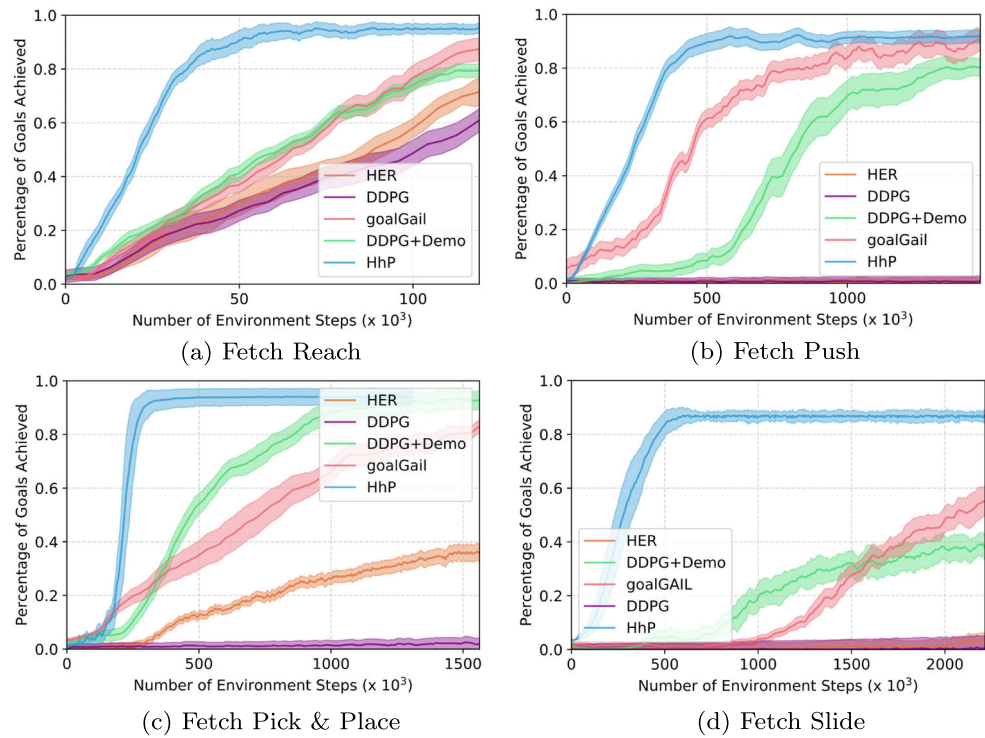 Percentage of Goals Achieved
1.0
0.8
0.6
0.4
0.2
0.0
HER
DDPG
goalGail
DDPG+Demo
HhP
0
50
100
Number of Environment Steps (x 10³)
(a) Fetch Reach
Percentage of Goals Achieved
1.0
0.8
0.6
0.4
0.2
0.0
HER
DDPG
DDPG+Demo
goalGail
HhP
0
500
1000
Number of Environment Steps (x 10³)
(b) Fetch Push
Percentage of Goals Achieved
1.0
0.8
0.6
0.4
0.2
0.0
HER
DDPG
DDPG+Demo
goalGail
HhP
0
500
1000
1500
Number of Environment Steps (x 10³)
(c) Fetch Pick & Place
Percentage of Goals Achieved
1.0
0.8
0.6
0.4
0.2
0.0
HER
DDPG+Demo
goalGAIL
DDPG
HhP
0
500
1000
1500
2000
Number of Environment Steps (x 10³)
(d) Fetch Slide